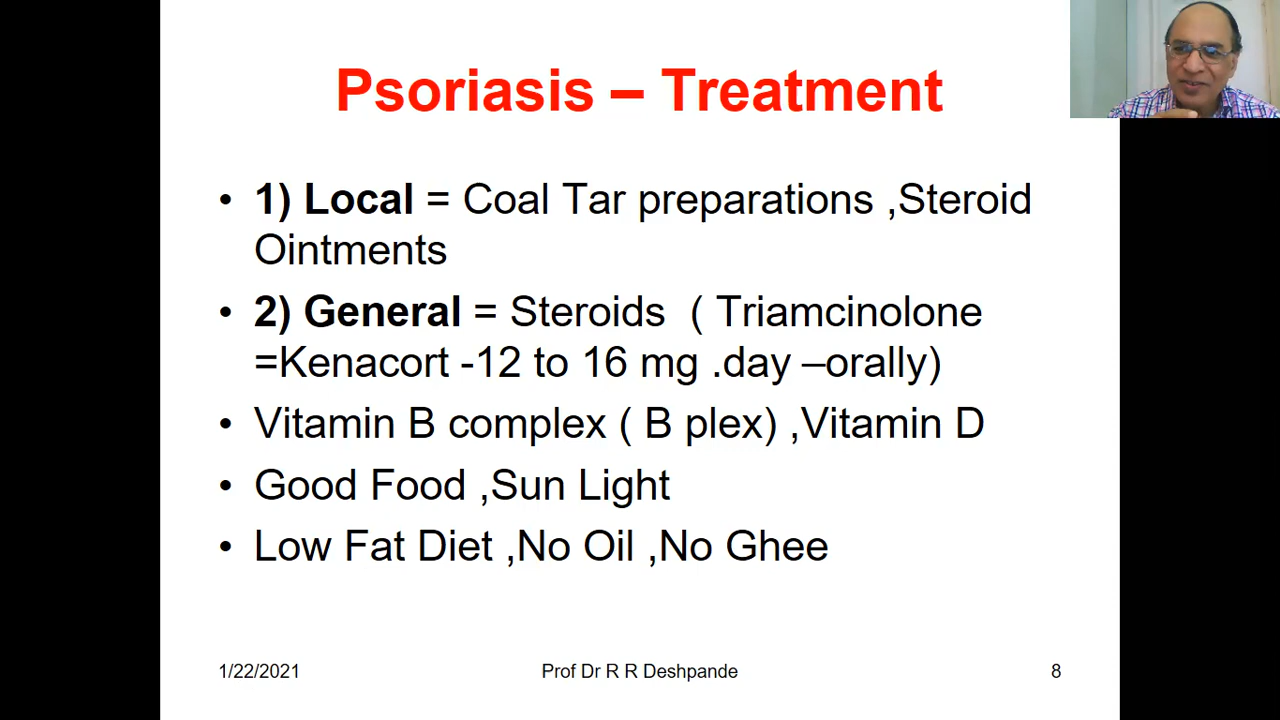 Psoriasis – Treatment
• 1) Local = Coal Tar preparations ,Steroid
Ointments
• 2) General = Steroids ( Triamcinolone
=Kenacort -12 to 16 mg .day –orally)
• Vitamin B complex ( B plex) ,Vitamin D
• Good Food ,Sun Light
• Low Fat Diet ,No Oil ,No Ghee
1/22/2021 Prof Dr R R Deshpande 8